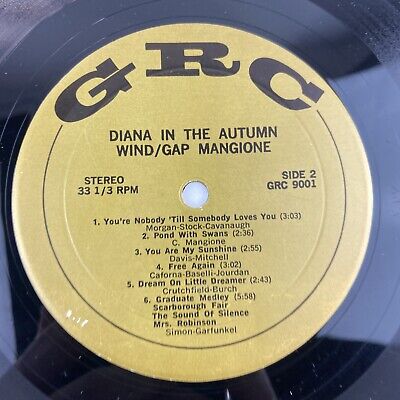 GRC
DIANA IN THE AUTUMN
WIND/GAP MANGIONE
STEREO
33 1/3 RPM
SIDE 2
GRC 9001
1. You're Nobody 'Till Somebody Loves You (3:03)
Morgan-Stock-Cavanaugh
2. Pond With Swans (2:36)
C. Mangione
3. You Are My Sunshine (2:55)
Davis-Mitchell
4. Free Again (3:02)
Caforna-Baselli-Jourdan
5. Dream On Little Dreamer (2:43)
Crutchfield-Burch
6. Graduate Medley (5:58)
Scarborough Fair
The Sound Of Silence
Mrs. Robinson
Simon-Garfunkel